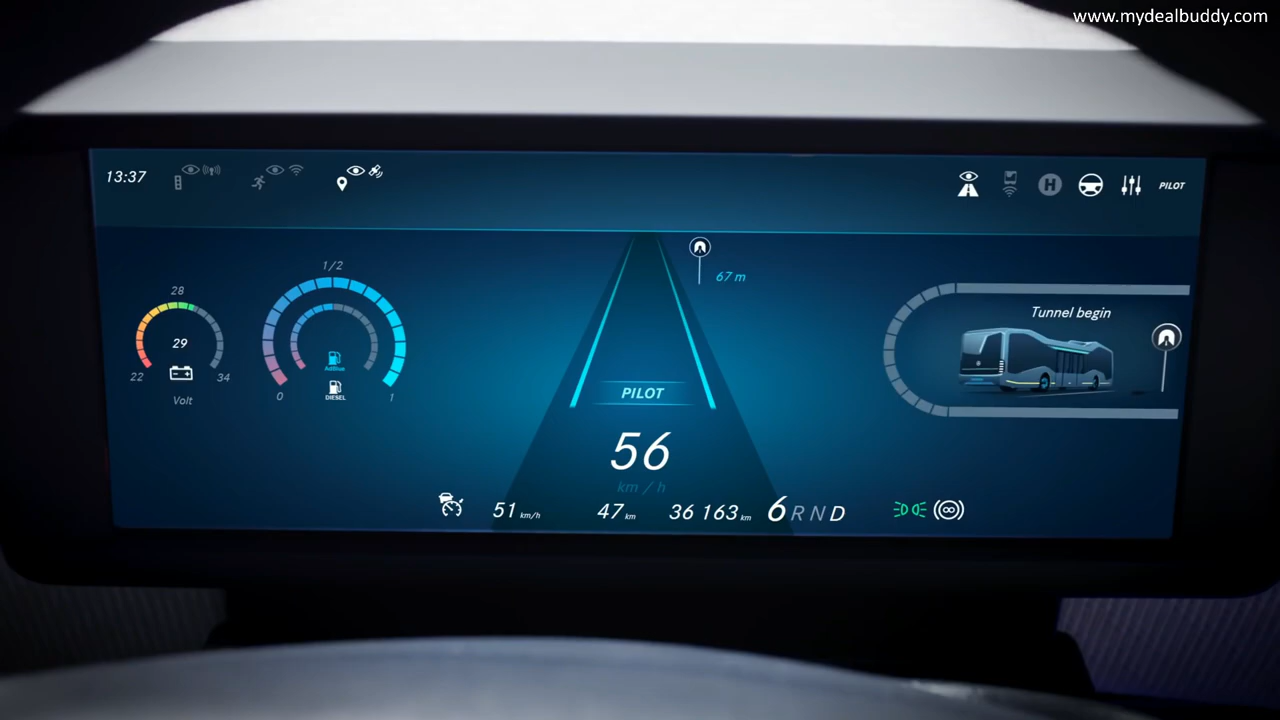 www.mydealbuddy.com
13:37
H
PILOT
1/2
67 m
28
Tunnel begin
29
22
34
AdBlue
DIESEL
0
1
Volt
PILOT
56
km / h
51 km/h
47 km
36 163 km
6 R N D